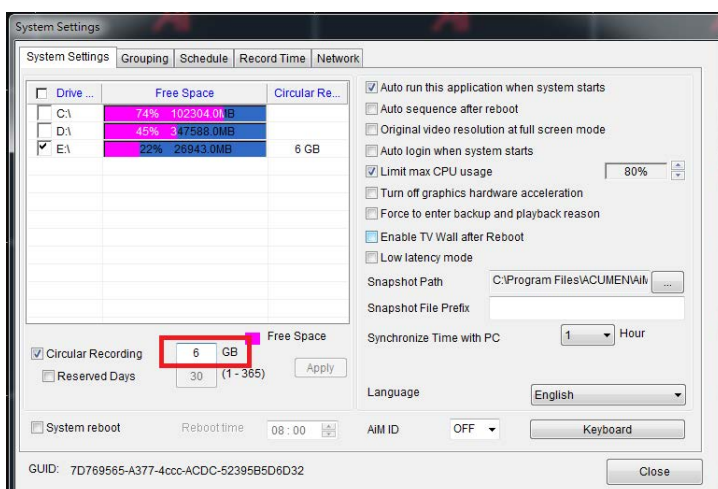 System Settings
System Settings Grouping Schedule Record Time Network
Drive ... Free Space Circular Re...
C:\ 74% 102304.0MB
D:\ 45% 347588.0MB
E:\ 22% 26943.0MB 6 GB
Free Space
Circular Recording 6 GB
Reserved Days 30 (1 - 365) Apply
System reboot Reboot time 08 : 00
Auto run this application when system starts
Auto sequence after reboot
Original video resolution at full screen mode
Auto login when system starts
Limit max CPU usage 80%
Turn off graphics hardware acceleration
Force to enter backup and playback reason
Enable TV Wall after Reboot
Low latency mode
Snapshot Path C:\Program Files\ACUMEN\AiM ...
Snapshot File Prefix
Synchronize Time with PC 1 Hour
Language English
AiM ID OFF Keyboard
GUID: 7D769565-A377-4ccc-ACDC-52395B5D6D32 Close